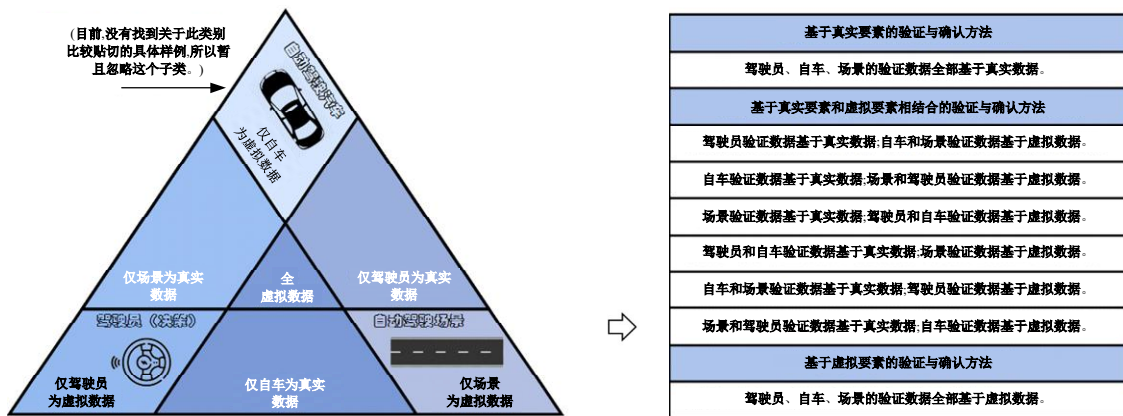 (目前,没有找到关于此类别
比较贴切的具体样例,所以暂
且忽略这个子类。)
自动驾驶汽车
仅自车
为虚拟数据
仅场景为真实
数据
全
虚拟数据
仅驾驶员为真实
数据
驾驶员（决策）
仅驾驶员
为虚拟数据
仅自车为真实
数据
自动驾驶场景
仅场景
为虚拟数据
基于真实要素的验证与确认方法
驾驶员、自车、场景的验证数据全部基于真实数据。
基于真实要素和虚拟要素相结合的验证与确认方法
驾驶员验证数据基于真实数据;自车和场景验证数据基于虚拟数据。
自车验证数据基于真实数据;场景和驾驶员验证数据基于虚拟数据。
场景验证数据基于真实数据;驾驶员和自车验证数据基于虚拟数据。
驾驶员和自车验证数据基于真实数据;场景验证数据基于虚拟数据。
自车和场景验证数据基于真实数据;驾驶员验证数据基于虚拟数据。
场景和驾驶员验证数据基于真实数据;自车验证数据基于虚拟数据。
基于虚拟要素的验证与确认方法
驾驶员、自车、场景的验证数据全部基于虚拟数据。